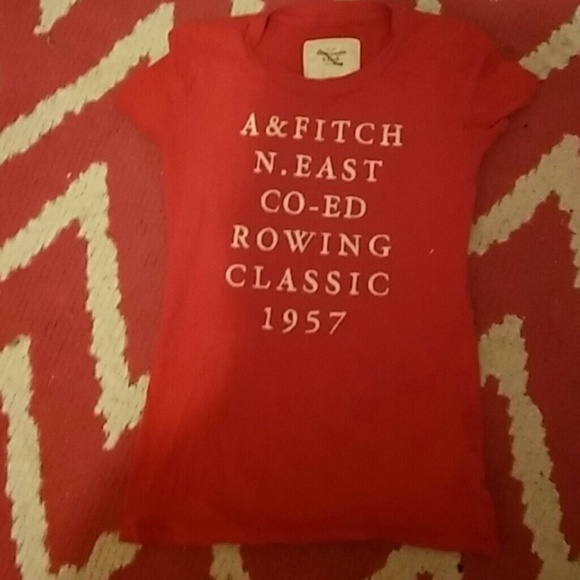 A & FITCH
N. EAST
CO-ED
ROWING
CLASSIC
1957